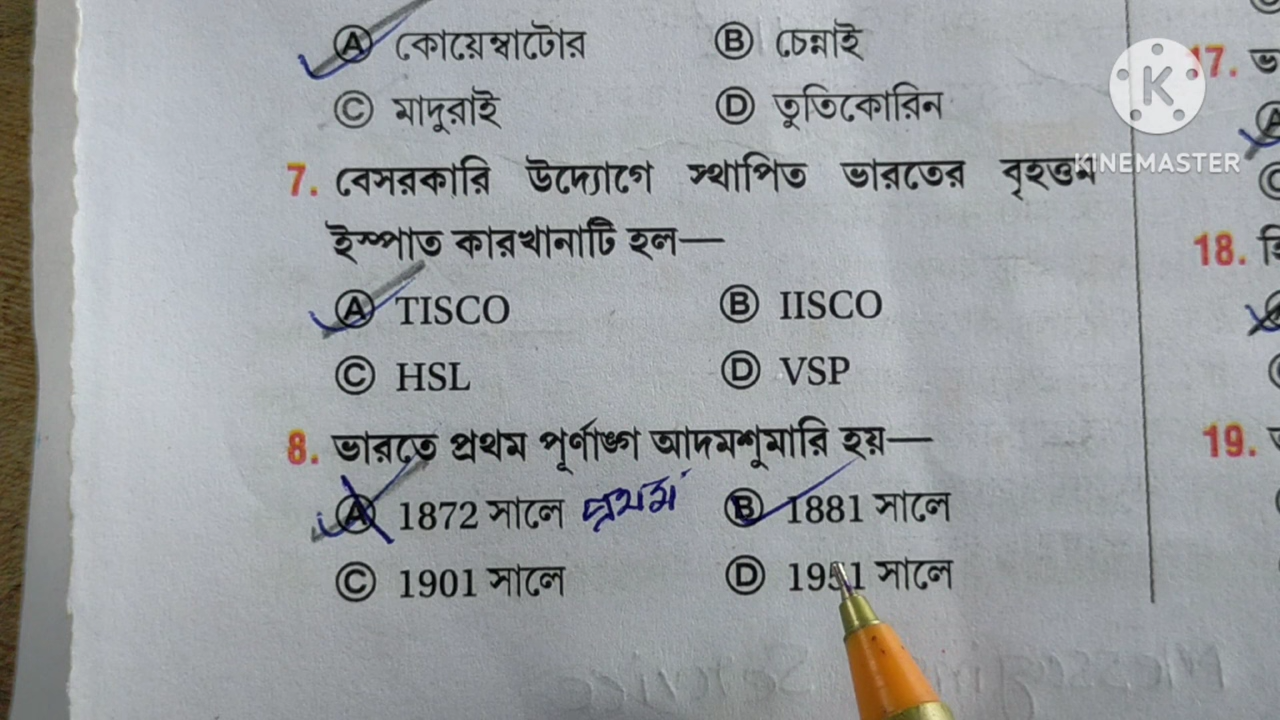 Ⓐ কোয়েম্বাটোর Ⓑ চেন্নাই
Ⓒ মাদুরাই Ⓓ তুতিকোরিন
17. ভ
K
KINEMASTER
7. বেসরকারি উদ্যোগে স্থাপিত ভারতের বৃহত্তম
ইস্পাত কারখানাটি হল—
18.
Ⓐ TISCO Ⓑ IISCO
Ⓒ HSL Ⓓ VSP
8. ভারতে প্রথম পূর্ণাঙ্গ আদমশুমারি হয়—
19.
Ⓐ 1872 সালে প্রথম Ⓑ 1881 সালে
Ⓒ 1901 সালে Ⓓ 1951 সালে